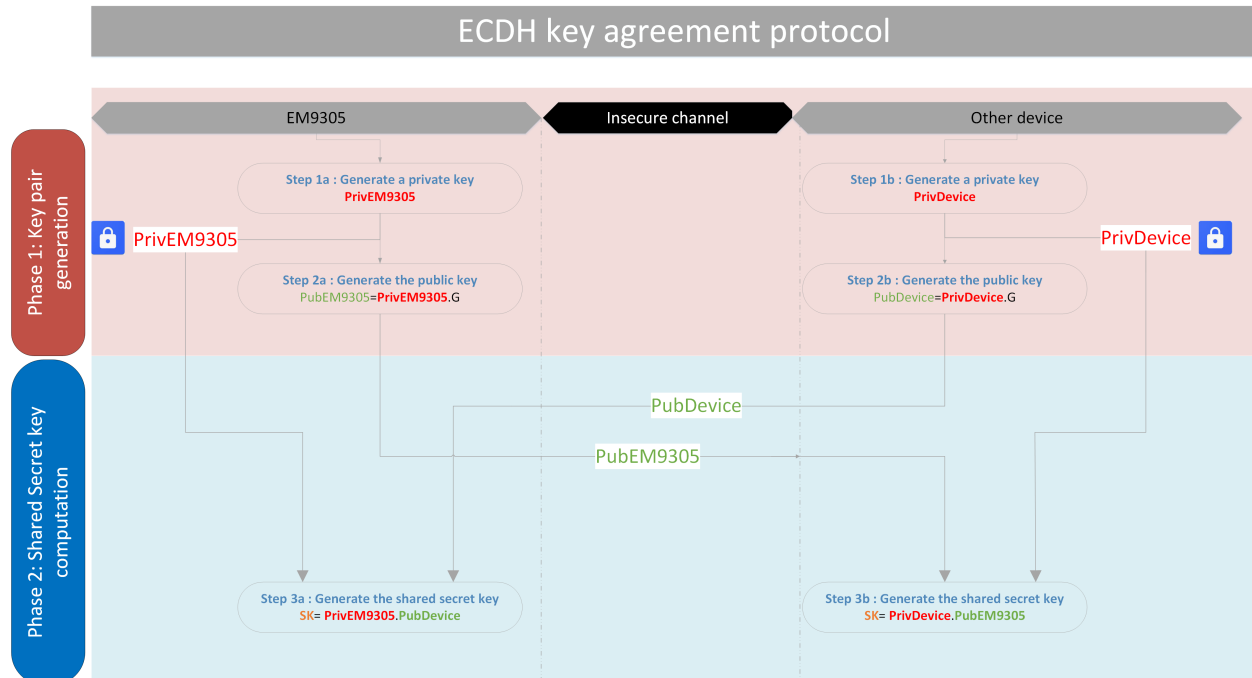 ECDH key agreement protocol
EM9305
Insecure channel
Other device
Phase 1: Key pair
generation
Step 1a : Generate a private key
PrivEM9305
Step 1b : Generate a private key
PrivDevice
PrivEM9305
PrivDevice
Step 2a : Generate the public key
PubEM9305=PrivEM9305.G
Step 2b : Generate the public key
PubDevice=PrivDevice.G
Phase 2: Shared Secret key
computation
PubDevice
PubEM9305
Step 3a : Generate the shared secret key
SK= PrivEM9305.PubDevice
Step 3b : Generate the shared secret key
SK= PrivDevice.PubEM9305